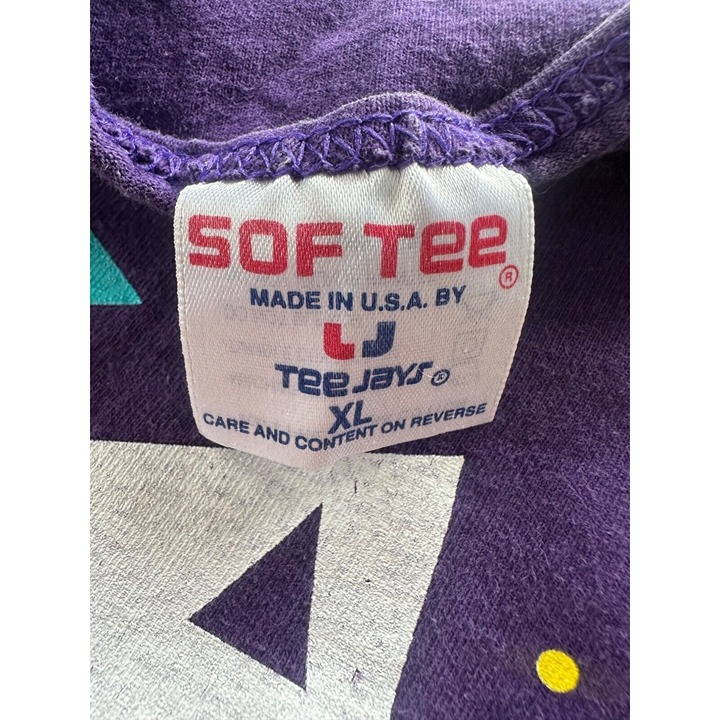 SOF TEE ®
MADE IN U.S.A. BY
TEE JAYS ®
XL
CARE AND CONTENT ON REVERSE